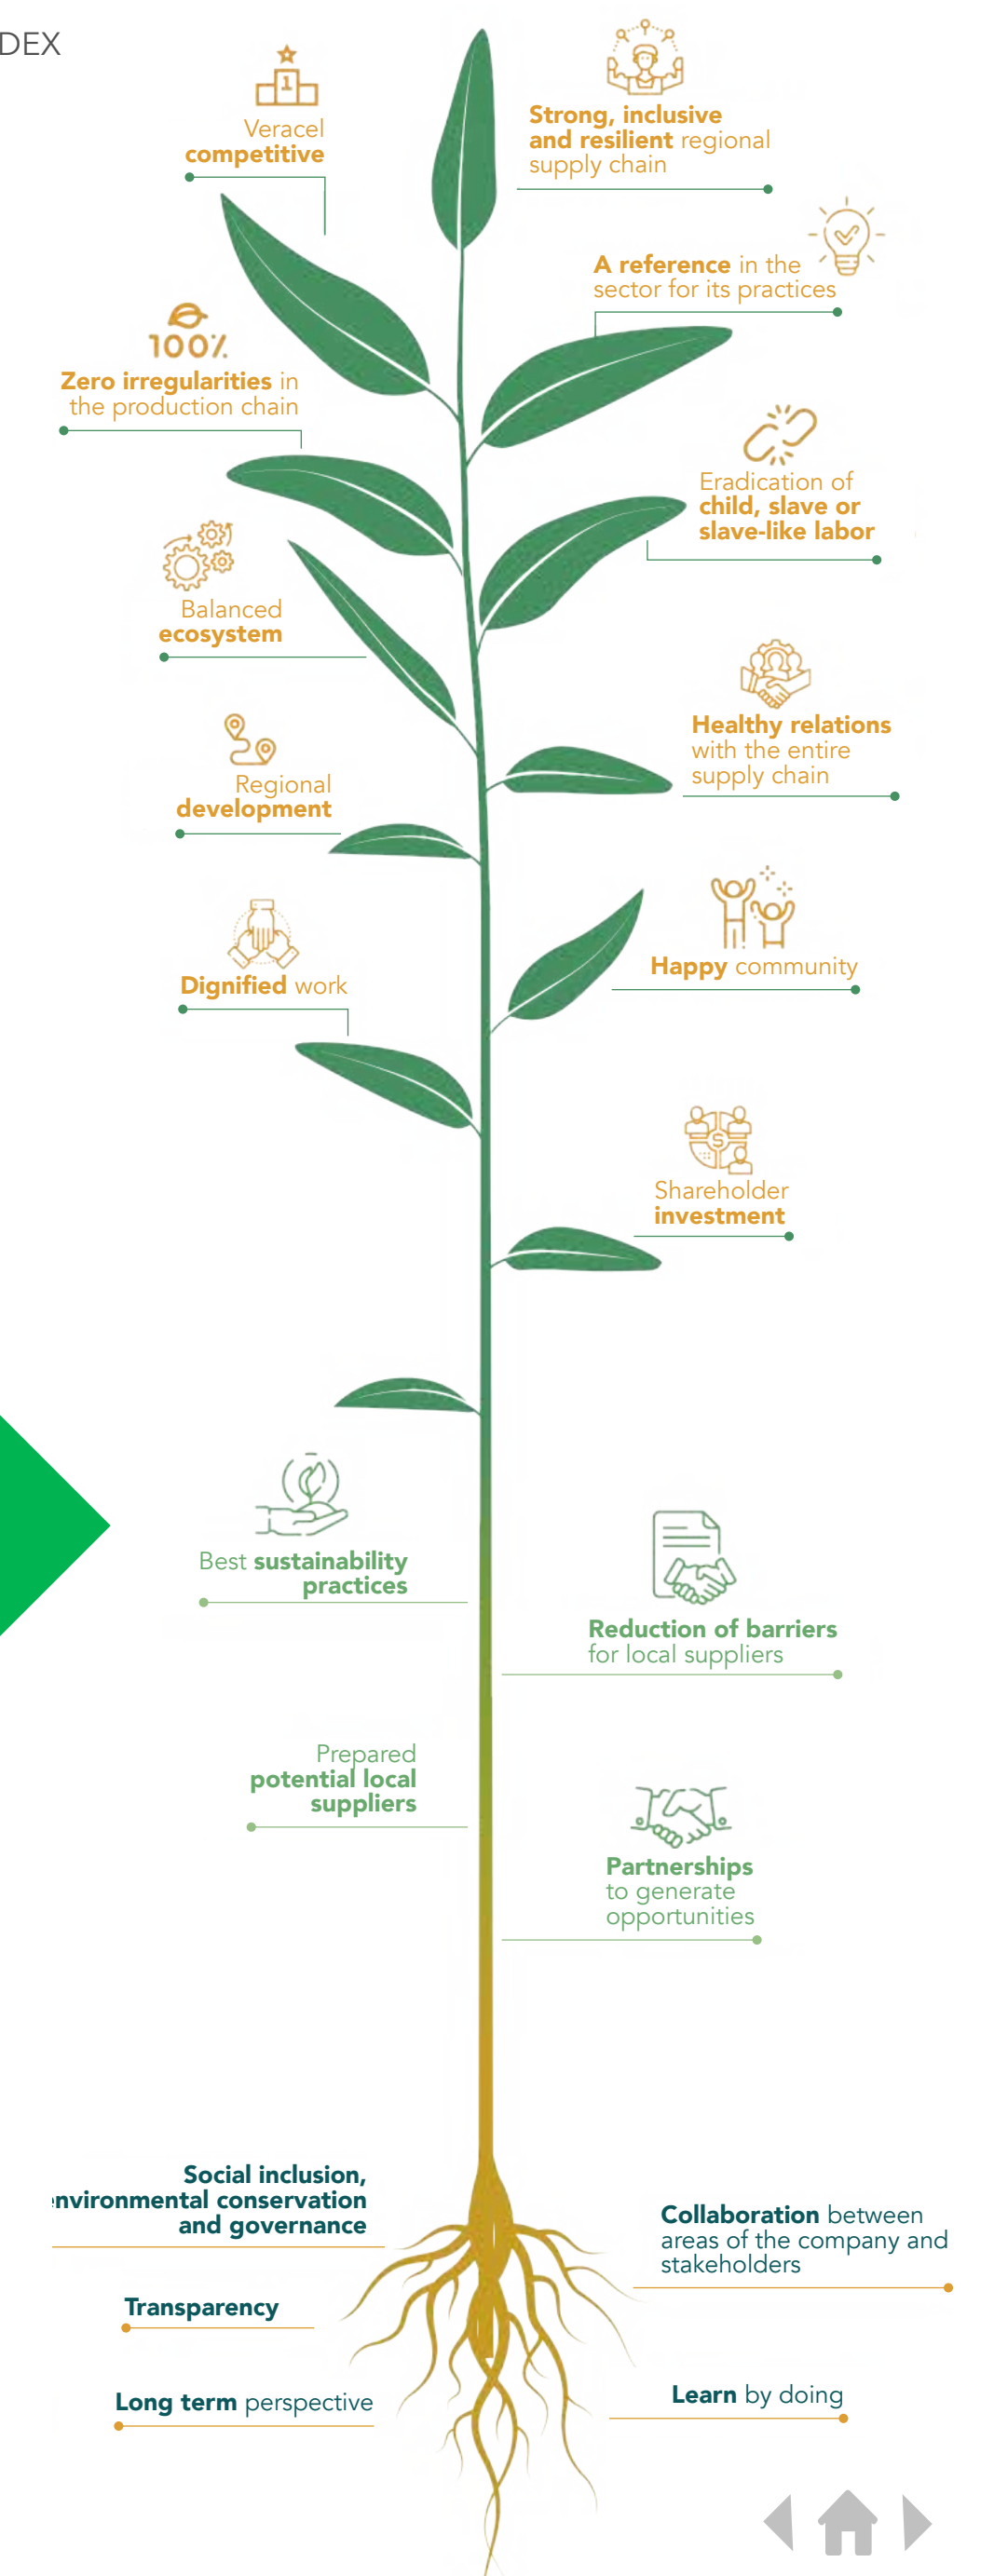 DEX
Veracel
competitive
Strong, inclusive
and resilient regional
supply chain
A reference in the
sector for its practices
100%
Zero irregularities in
the production chain
Eradication of
child, slave or
slave-like labor
Balanced
ecosystem
Healthy relations
with the entire
supply chain
Regional
development
Happy community
Dignified work
Shareholder
investment
Best sustainability
practices
Reduction of barriers
for local suppliers
Prepared
potential local
suppliers
Partnerships
to generate
opportunities
Social inclusion,
nvironmental conservation
and governance
Collaboration between
areas of the company and
stakeholders
Transparency
Long term perspective
Learn by doing